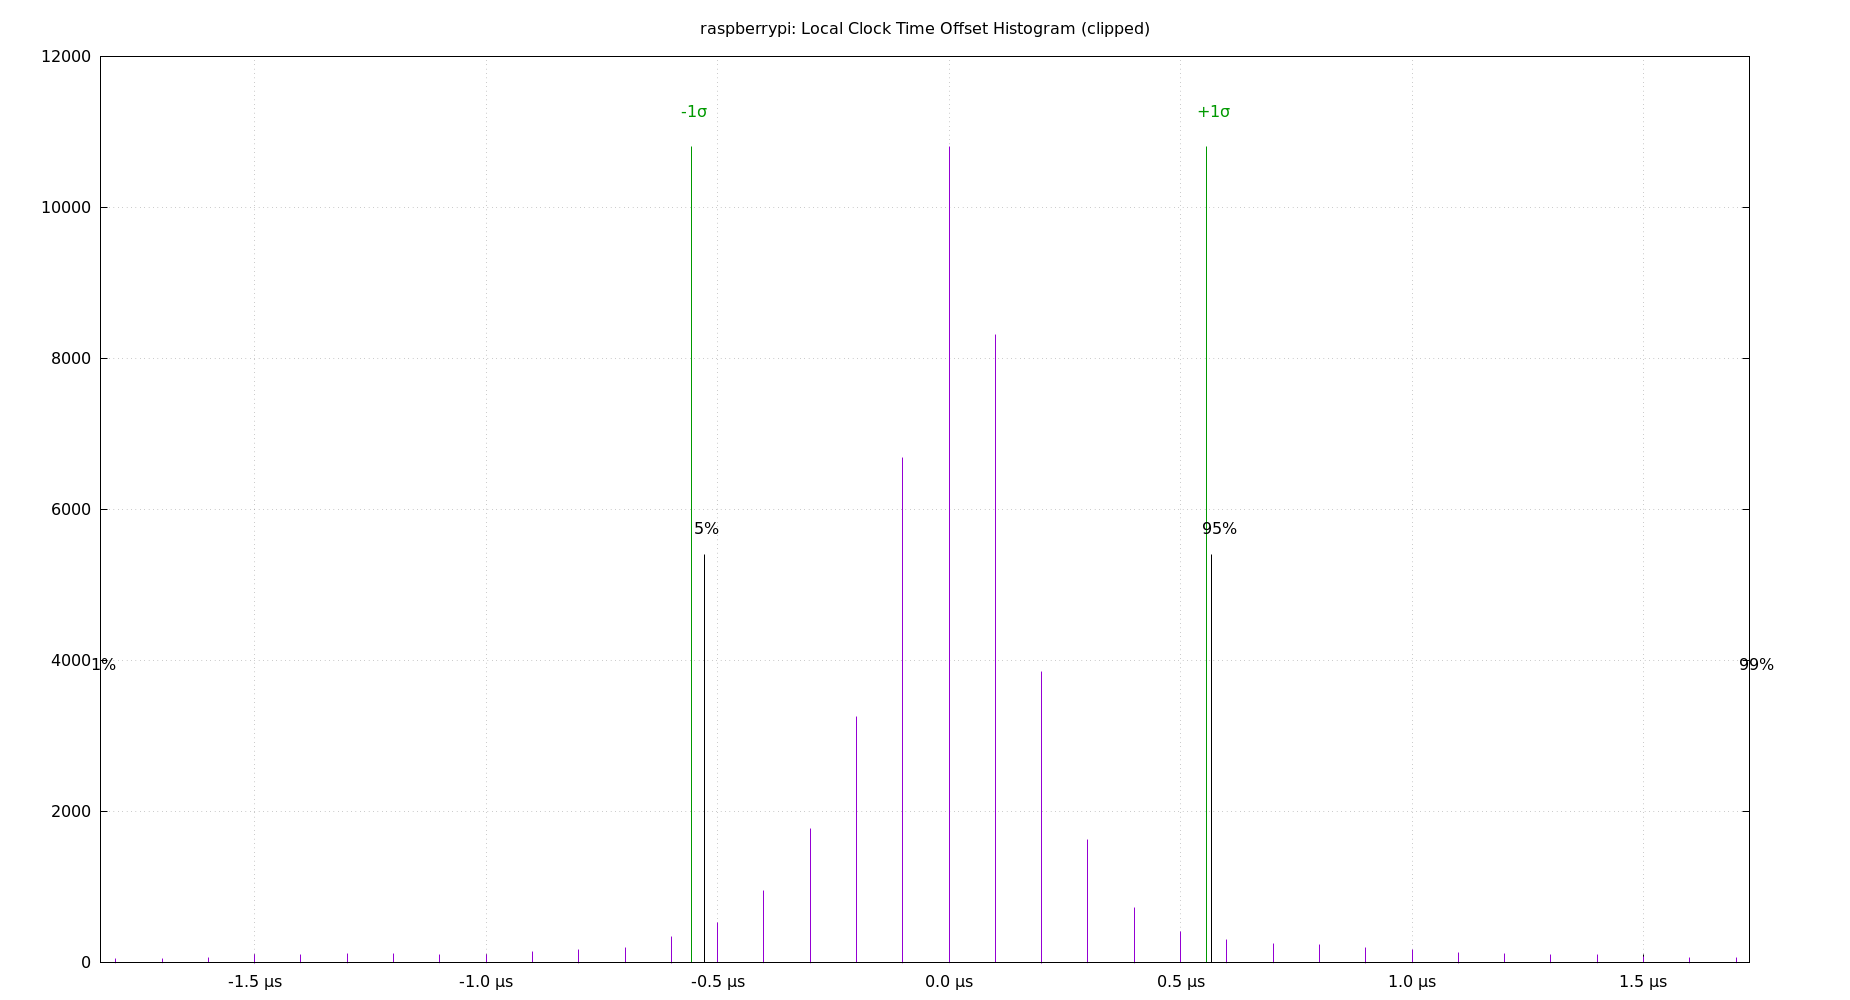 raspberrypi: Local Clock Time Offset Histogram (clipped)
12000
-1σ +1σ
10000
8000
6000
5% 95%
4000 1% 99%
2000
0
-1.5 µs -1.0 µs -0.5 µs 0.0 µs 0.5 µs 1.0 µs 1.5 µs